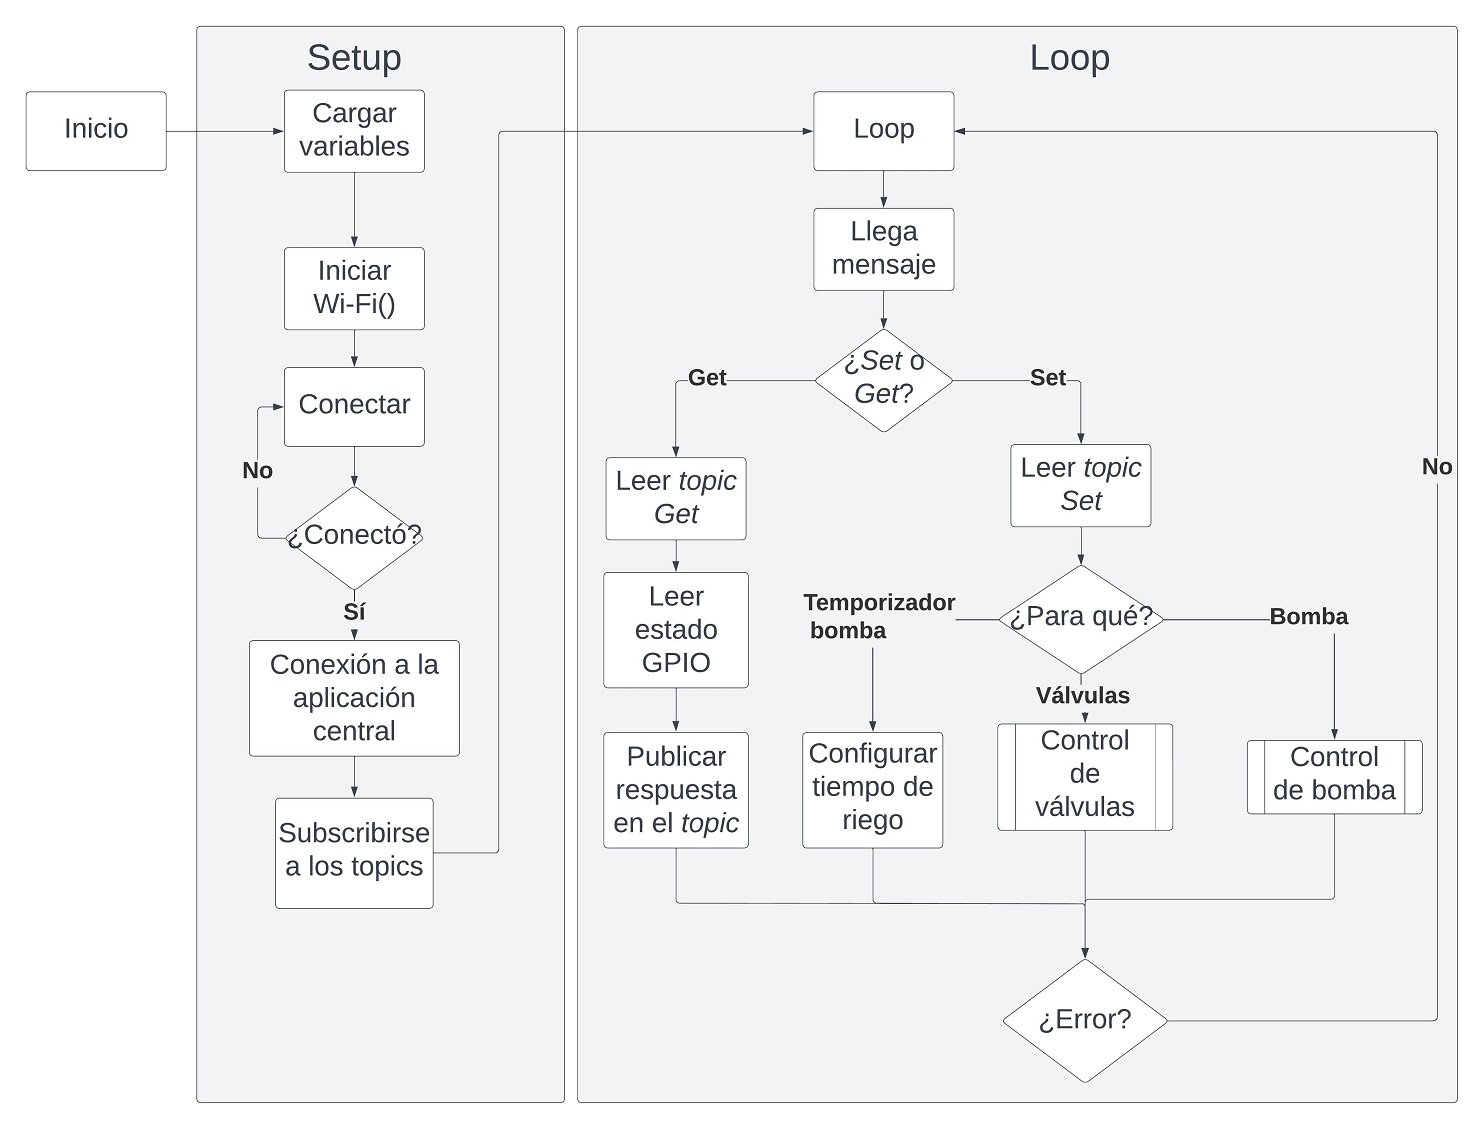 Setup
Loop
Inicio
Cargar
variables
Iniciar
Wi-Fi()
Conectar
No
¿Conectó?
Sí
Conexión a la
aplicación
central
Subscribirse
a los topics
Loop
Llega
mensaje
¿Set o
Get?
Get
Set
Leer topic
Get
Leer topic
Set
No
Leer
estado
GPIO
Temporizador
bomba
¿Para qué?
Bomba
Válvulas
Publicar
respuesta
en el topic
Configurar
tiempo de
riego
Control
de
válvulas
Control
de bomba
¿Error?